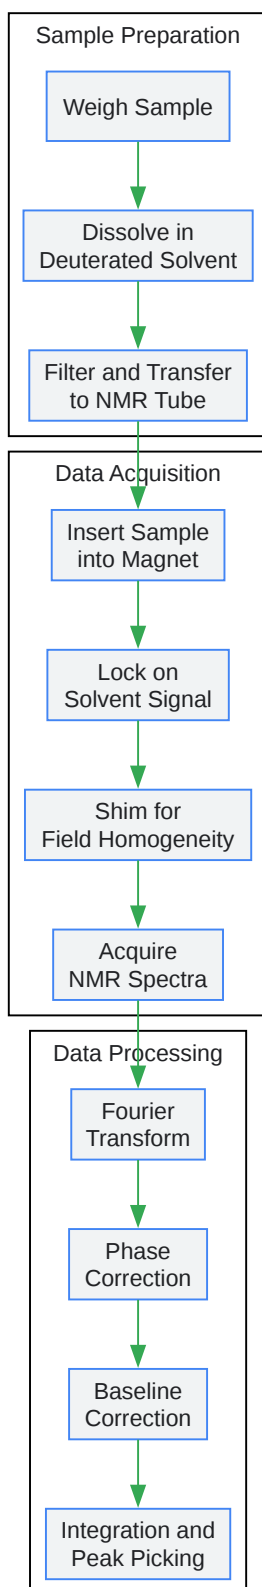 Sample Preparation
Weigh Sample
Dissolve in
Deuterated Solvent
Filter and Transfer
to NMR Tube
Data Acquisition
Insert Sample
into Magnet
Lock on
Solvent Signal
Shim for
Field Homogeneity
Acquire
NMR Spectra
Data Processing
Fourier
Transform
Phase
Correction
Baseline
Correction
Integration and
Peak Picking